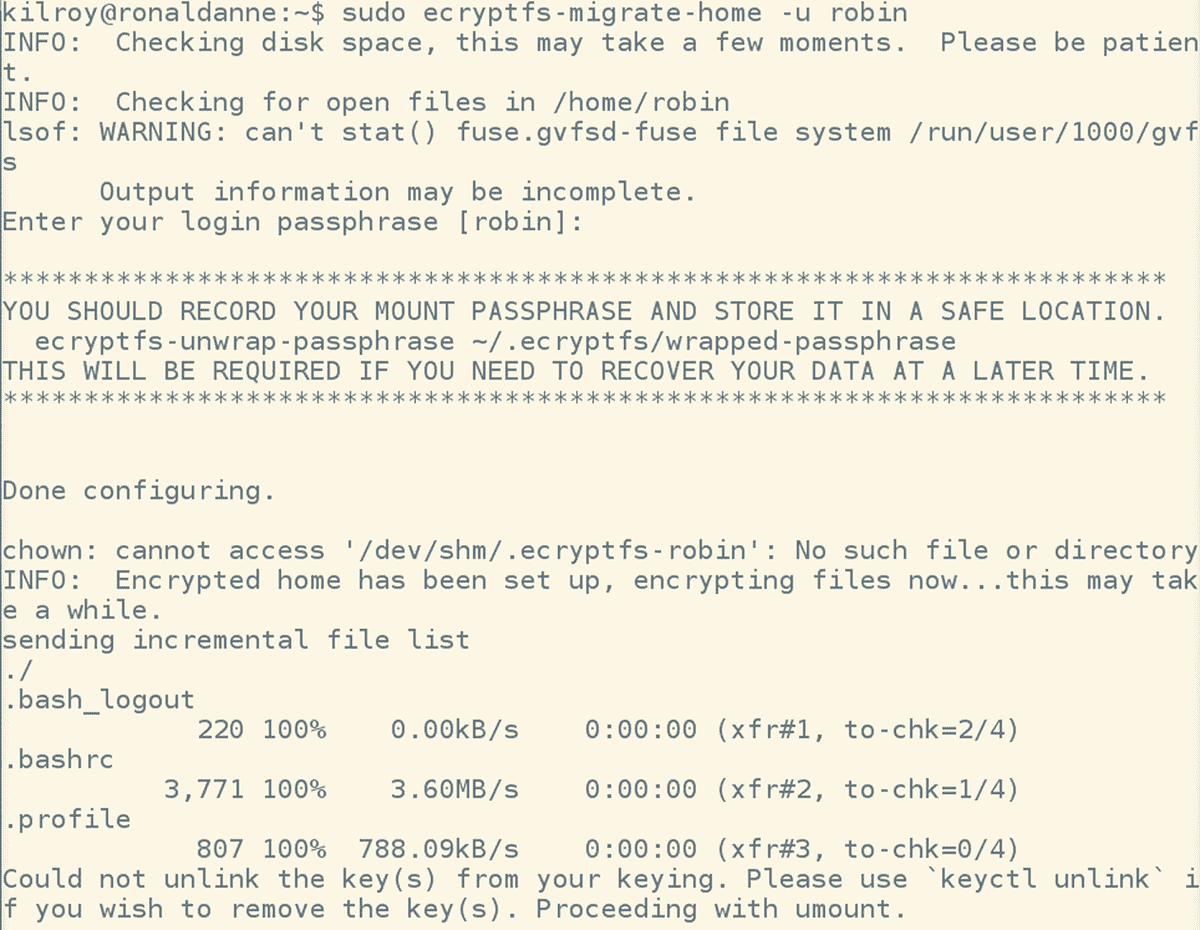 kilroy@ronaldanne:~$ sudo ecryptfs-migrate-home -u robin
INFO:  Checking disk space, this may take a few moments.  Please be patien
t.
INFO:  Checking for open files in /home/robin
lsof: WARNING: can't stat() fuse.gvfsd-fuse file system /run/user/1000/gvf
s
      Output information may be incomplete.
Enter your login passphrase [robin]:
************************************************************************
YOU SHOULD RECORD YOUR MOUNT PASSPHRASE AND STORE IT IN A SAFE LOCATION.
  ecryptfs-unwrap-passphrase ~/.ecryptfs/wrapped-passphrase
THIS WILL BE REQUIRED IF YOU NEED TO RECOVER YOUR DATA AT A LATER TIME.
************************************************************************
Done configuring.
chown: cannot access '/dev/shm/.ecryptfs-robin': No such file or directory
INFO:  Encrypted home has been set up, encrypting files now...this may tak
e a while.
sending incremental file list
./
.bash_logout
            220 100%    0.00kB/s    0:00:00 (xfr#1, to-chk=2/4)
.bashrc
          3,771 100%    3.60MB/s    0:00:00 (xfr#2, to-chk=1/4)
.profile
            807 100%  788.09kB/s    0:00:00 (xfr#3, to-chk=0/4)
Could not unlink the key(s) from your keying. Please use `keyctl unlink` i
f you wish to remove the key(s). Proceeding with umount.